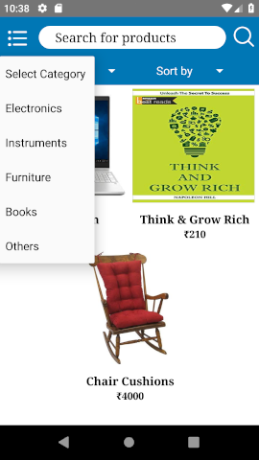 10:38
Search for products
Sort by
Select Category
Electronics
Instruments
Furniture
Books
Others
Unleash The Secret To Success
THINK
AND
GROW RICH
NAPOLEON HILL
Think & Grow Rich
₹210
Chair Cushions
₹4000